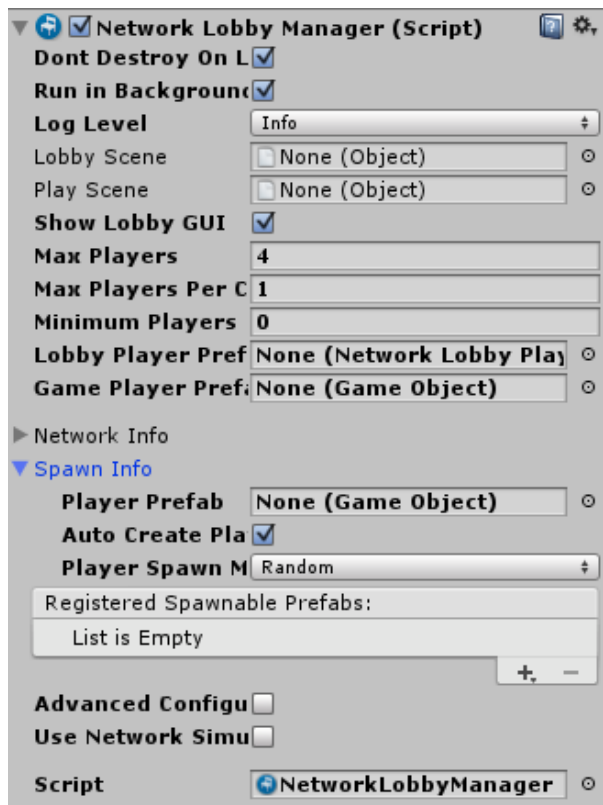 Network Lobby Manager (Script)
Dont Destroy On L
Run in Background
Log Level Info
Lobby Scene None (Object)
Play Scene None (Object)
Show Lobby GUI
Max Players 4
Max Players Per C 1
Minimum Players 0
Lobby Player Pref None (Network Lobby Play
Game Player Prefa None (Game Object)
Network Info
Spawn Info
Player Prefab None (Game Object)
Auto Create Pla
Player Spawn M Random
Registered Spawnable Prefabs:
List is Empty
+ −
Advanced Configu
Use Network Simu
Script NetworkLobbyManager